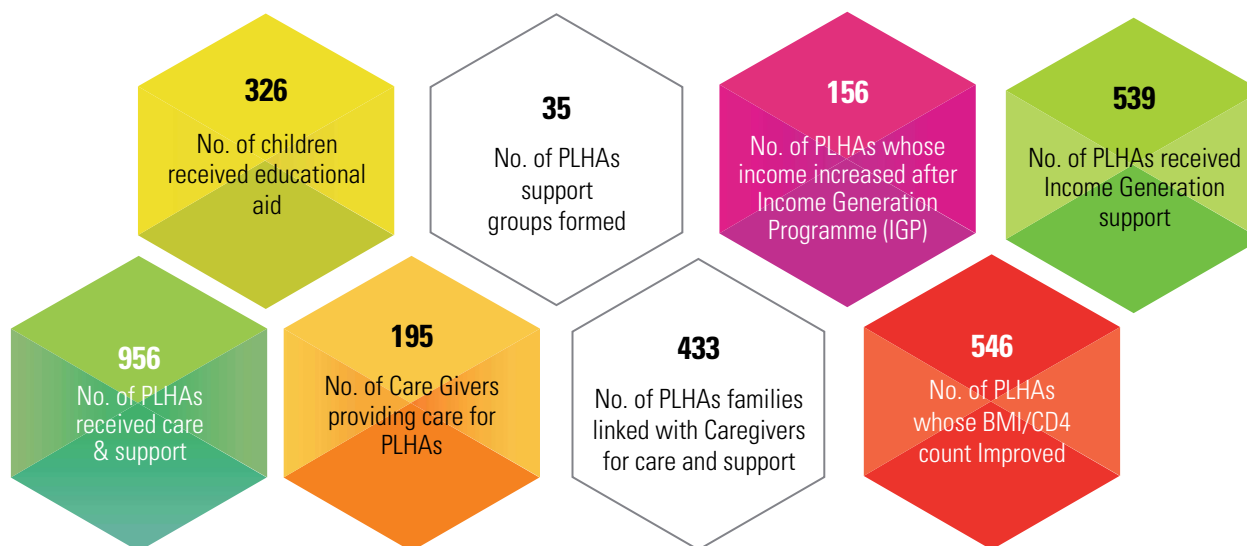 326
No. of children
received educational
aid
35
No. of PLHAs
support
groups formed
156
No. of PLHAs whose
income increased after
Income Generation
Programme (IGP)
539
No. of PLHAs received
Income Generation
support
956
No. of PLHAs
received care
& support
195
No. of Care Givers
providing care for
PLHAs
433
No. of PLHAs families
linked with Caregivers
for care and support
546
No. of PLHAs
whose BMI/CD4
count Improved